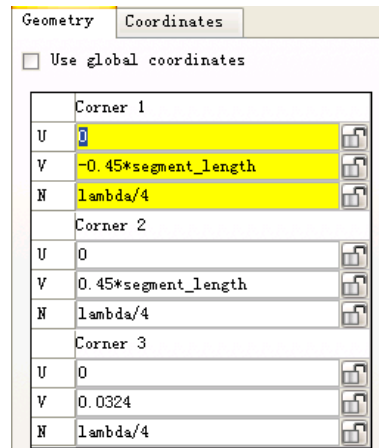 Geometry Coordinates
Use global coordinates
Corner 1
U 0
V -0.45*segment_length
N lambda/4
Corner 2
U 0
V 0.45*segment_length
N lambda/4
Corner 3
U 0
V 0.0324
N lambda/4